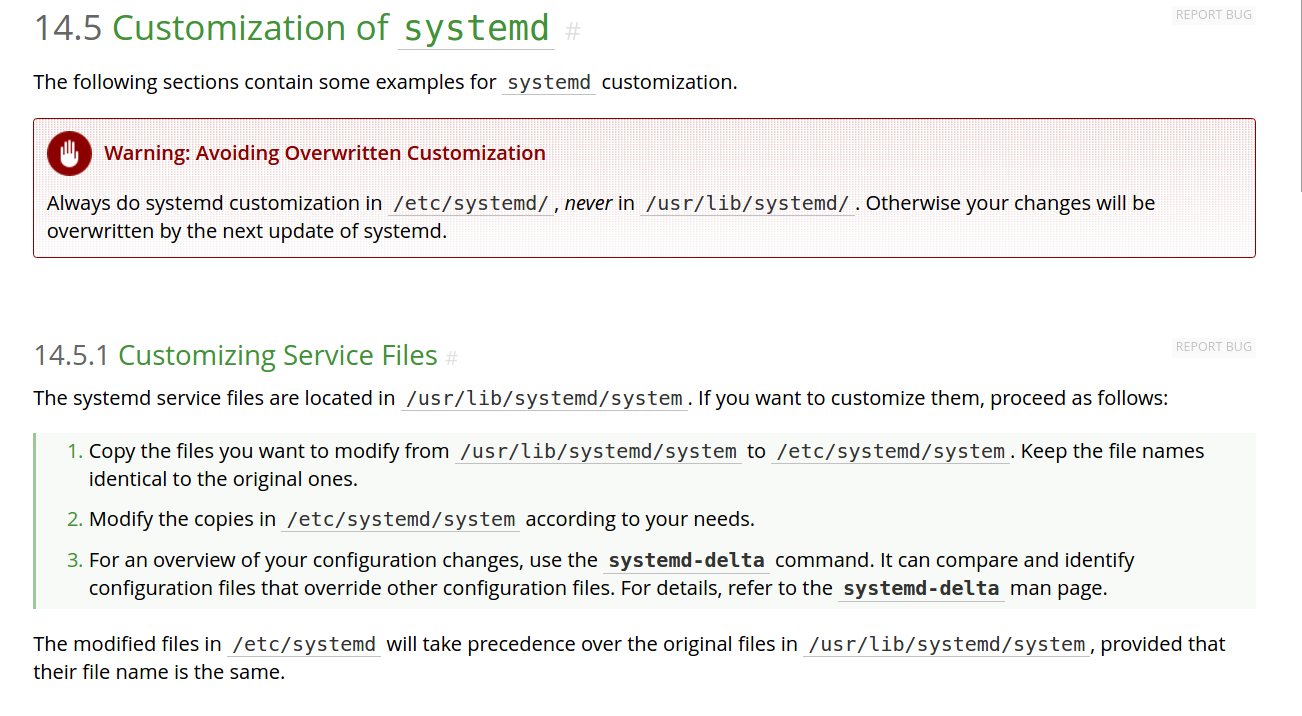 14.5 Customization of systemd #
REPORT BUG
The following sections contain some examples for systemd customization.
Warning: Avoiding Overwritten Customization
Always do systemd customization in /etc/systemd/, never in /usr/lib/systemd/. Otherwise your changes will be
overwritten by the next update of systemd.
14.5.1 Customizing Service Files #
REPORT BUG
The systemd service files are located in /usr/lib/systemd/system. If you want to customize them, proceed as follows:
1. Copy the files you want to modify from /usr/lib/systemd/system to /etc/systemd/system. Keep the file names
identical to the original ones.
2. Modify the copies in /etc/systemd/system according to your needs.
3. For an overview of your configuration changes, use the systemd-delta command. It can compare and identify
configuration files that override other configuration files. For details, refer to the systemd-delta man page.
The modified files in /etc/systemd will take precedence over the original files in /usr/lib/systemd/system, provided that
their file name is the same.